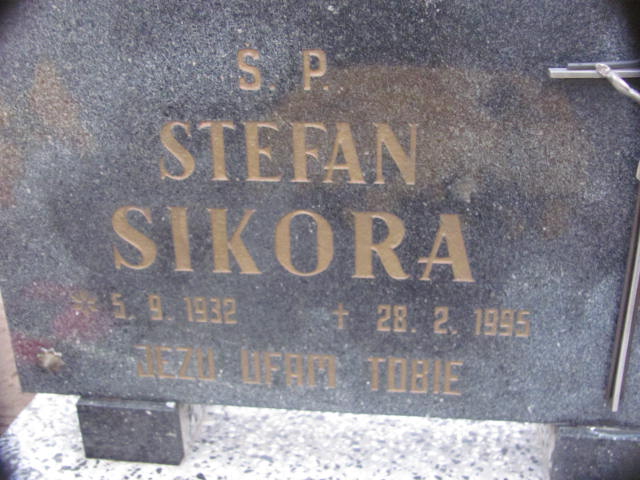 S. P.
STEFAN
SIKORA
* 5. 9. 1932 † 28. 2. 1995
JEZU UFAM TOBIE